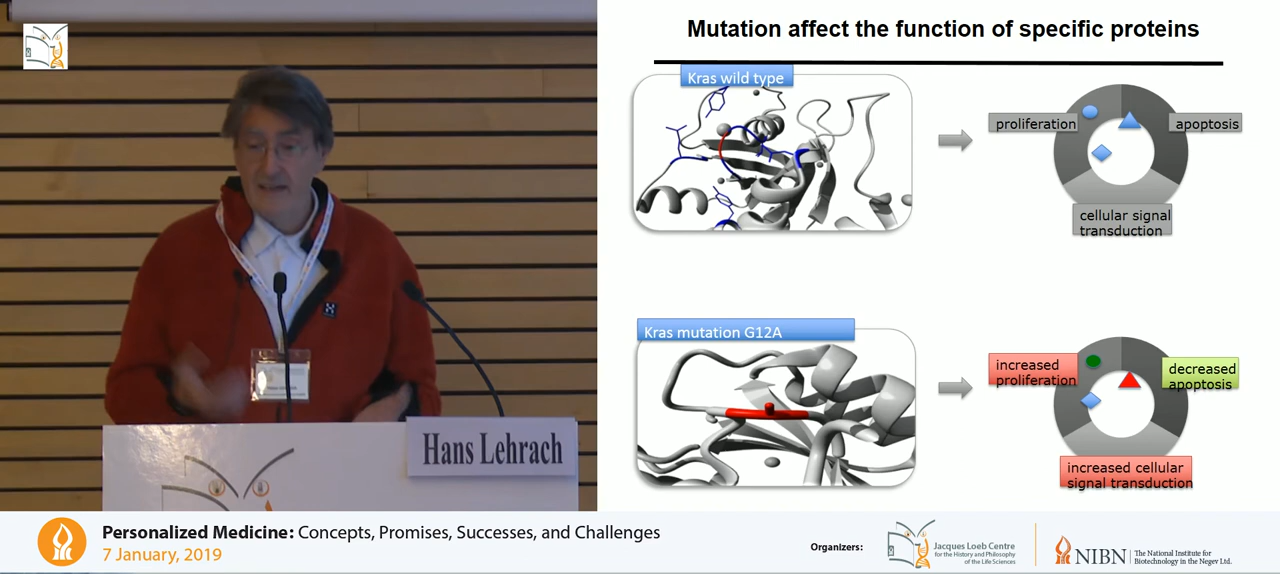 Mutation affect the function of specific proteins
Kras wild type
proliferation
apoptosis
cellular signal
transduction
Kras mutation G12A
increased
proliferation
decreased
apoptosis
increased cellular
signal transduction
Hans Lehrach
Personalized Medicine: Concepts, Promises, Successes, and Challenges
7 January, 2019
Organizers:
Jacques Loeb Centre
for the History and Philosophy
of the Life Sciences
NIBN
The National Institute for
Biotechnology in the Negev Ltd.